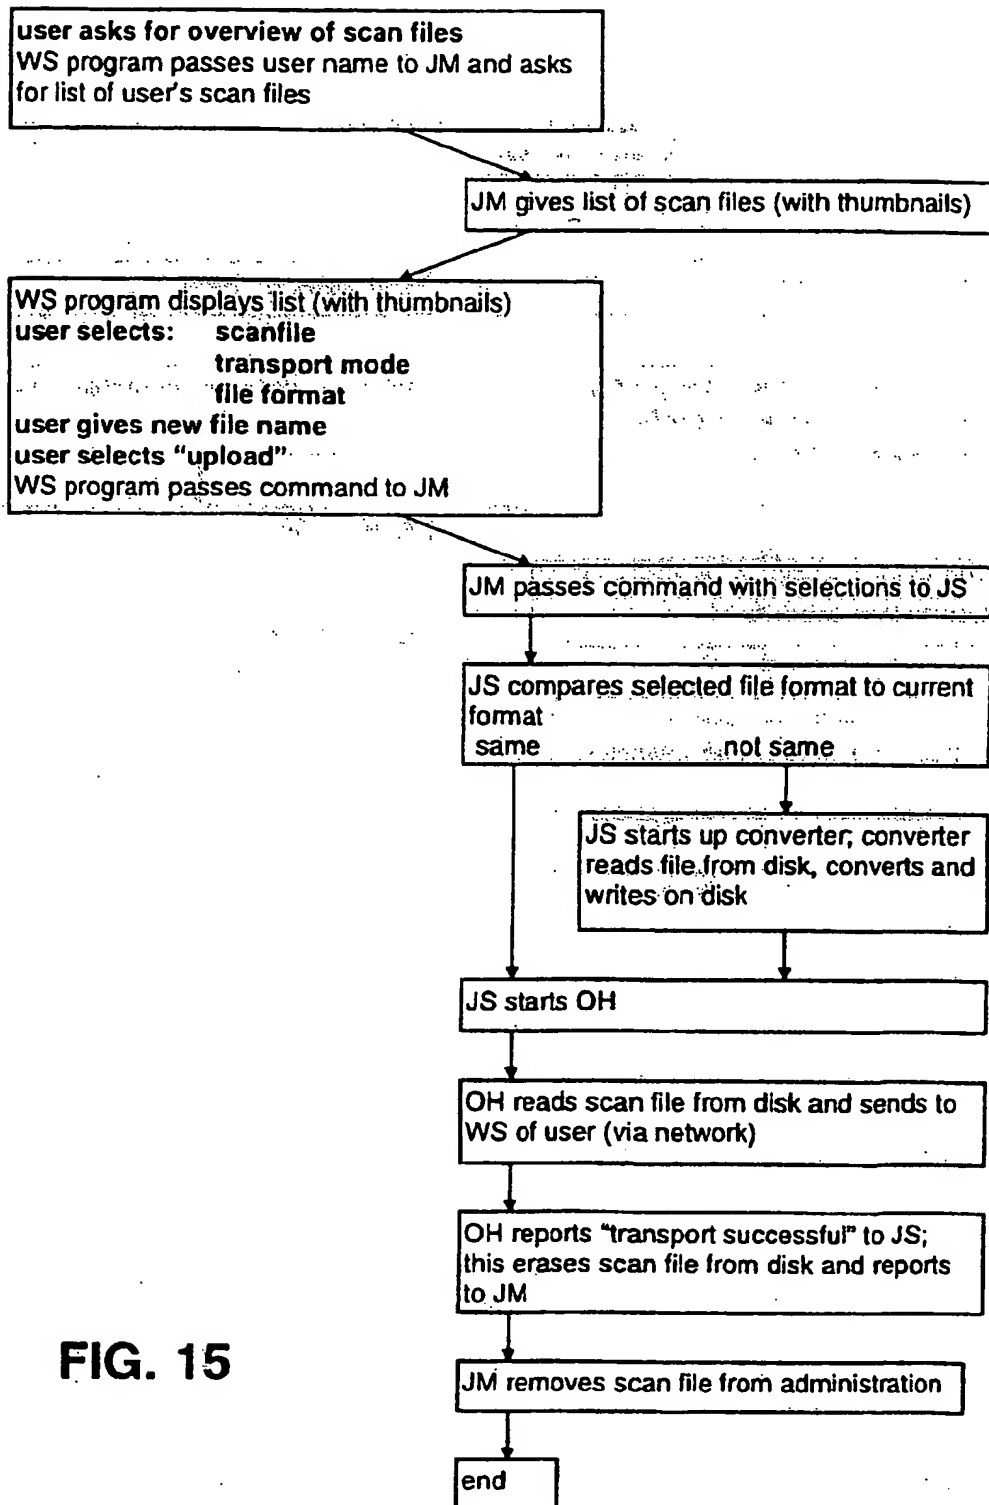 user asks for overview of scan files
WS program passes user name to JM and asks
for list of user's scan files
JM gives list of scan files (with thumbnails)
WS program displays list (with thumbnails)
user selects: scanfile
transport mode
file format
user gives new file name
user selects "upload"
WS program passes command to JM
JM passes command with selections to JS
JS compares selected file format to current
format
same not same
JS starts up converter; converter
reads file from disk, converts and
writes on disk
JS starts OH
OH reads scan file from disk and sends to
WS of user (via network)
OH reports "transport successful" to JS;
this erases scan file from disk and reports
to JM
JM removes scan file from administration
end
FIG. 15